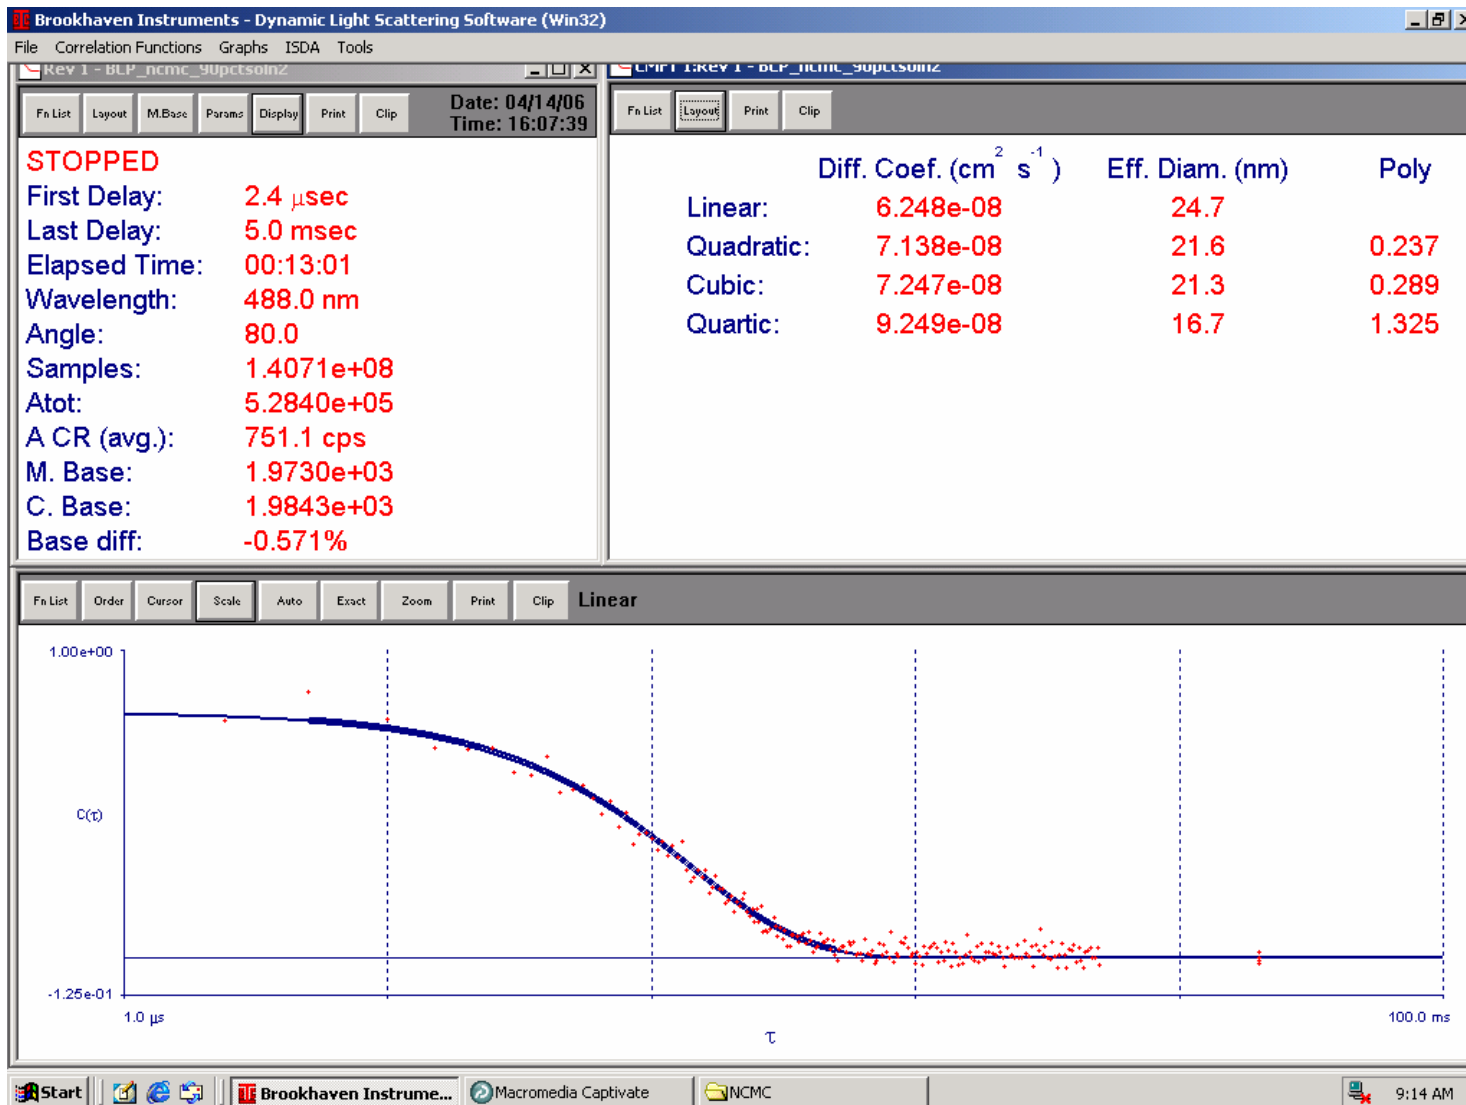 Brookhaven Instruments - Dynamic Light Scattering Software (Win32)
File Correlation Functions Graphs ISDA Tools
Rev 1 - BLP_ncmc_90pctsoln2
Fn List Layout M.Base Params Display Print Clip
Date: 04/14/06
Time: 16:07:39
STOPPED
First Delay: 2.4 μsec
Last Delay: 5.0 msec
Elapsed Time: 00:13:01
Wavelength: 488.0 nm
Angle: 80.0
Samples: 1.4071e+08
Atot: 5.2840e+05
A CR (avg.): 751.1 cps
M. Base: 1.9730e+03
C. Base: 1.9843e+03
Base diff: -0.571%
CMFT 1:Rev 1 - BLP_ncmc_90pctsoln2
Fn List Layout Print Clip
Diff. Coef. (cm² s⁻¹) Eff. Diam. (nm) Poly
Linear: 6.248e-08 24.7
Quadratic: 7.138e-08 21.6 0.237
Cubic: 7.247e-08 21.3 0.289
Quartic: 9.249e-08 16.7 1.325
Fn List Order Cursor Scale Auto Exact Zoom Print Clip Linear
1.00e+00
C(τ)
-1.25e-01
1.0 μs 100.0 ms
τ
Start Brookhaven Instrume... Macromedia Captivate NCMC 9:14 AM